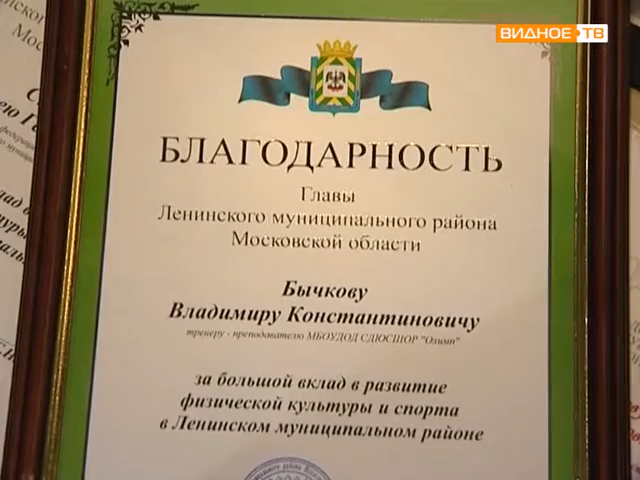 ВИДНОЕ ТВ
БЛАГОДАРНОСТЬ
Главы
Ленинского муниципального района
Московской области
Бычкову
Владимиру Константиновичу
тренеру - преподавателю МБОУДОД СДЮСШОР "Олимп"
за большой вклад в развитие
физической культуры и спорта
в Ленинском муниципальном районе